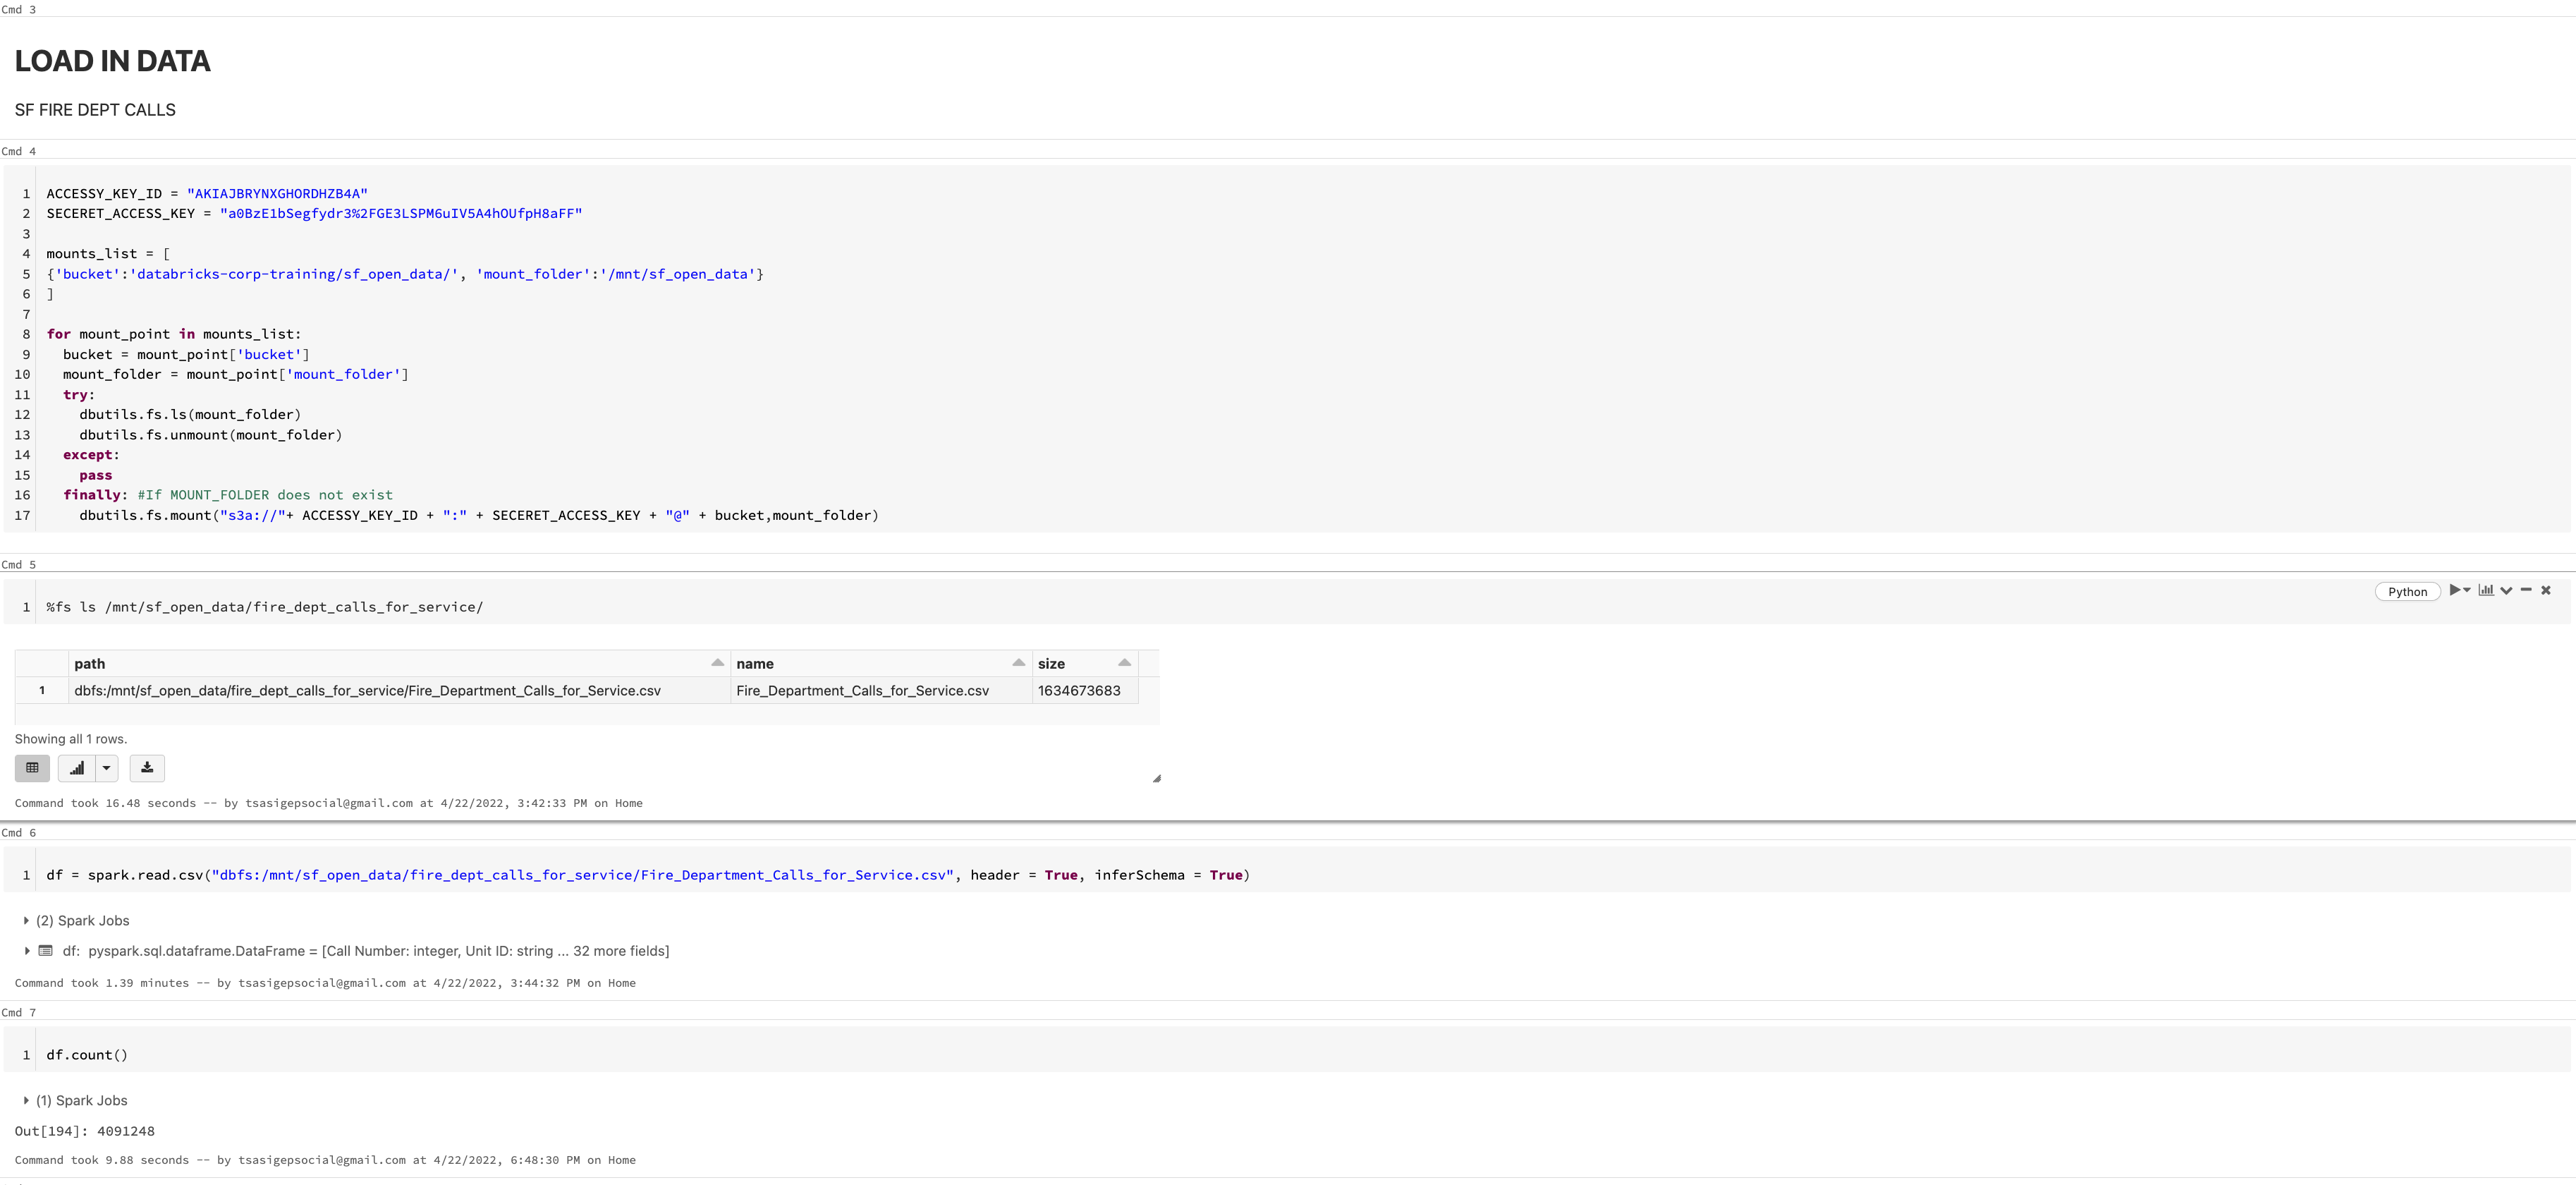 Cmd 3
LOAD IN DATA
SF FIRE DEPT CALLS
Cmd 4
1 ACCESSY_KEY_ID = "AKIAJBRYNXGHORDHZB4A"
2 SECERET_ACCESS_KEY = "a0BzE1bSegfydr3%2FGE3LSPM6uIV5A4hOUfpH8aFF"
3
4 mounts_list = [
5 {'bucket':'databricks-corp-training/sf_open_data/', 'mount_folder':'/mnt/sf_open_data'}
6 ]
7
8 for mount_point in mounts_list:
9 bucket = mount_point['bucket']
10 mount_folder = mount_point['mount_folder']
11 try:
12 dbutils.fs.ls(mount_folder)
13 dbutils.fs.unmount(mount_folder)
14 except:
15 pass
16 finally: #If MOUNT_FOLDER does not exist
17 dbutils.fs.mount("s3a://"+ ACCESSY_KEY_ID + ":" + SECERET_ACCESS_KEY + "@" + bucket,mount_folder)
Cmd 5
Python
1 %fs ls /mnt/sf_open_data/fire_dept_calls_for_service/
path name size
1 dbfs:/mnt/sf_open_data/fire_dept_calls_for_service/Fire_Department_Calls_for_Service.csv Fire_Department_Calls_for_Service.csv 1634673683
Showing all 1 rows.
Command took 16.48 seconds -- by tsasigepsocial@gmail.com at 4/22/2022, 3:42:33 PM on Home
Cmd 6
1 df = spark.read.csv("dbfs:/mnt/sf_open_data/fire_dept_calls_for_service/Fire_Department_Calls_for_Service.csv", header = True, inferSchema = True)
(2) Spark Jobs
df: pyspark.sql.dataframe.DataFrame = [Call Number: integer, Unit ID: string ... 32 more fields]
Command took 1.39 minutes -- by tsasigepsocial@gmail.com at 4/22/2022, 3:44:32 PM on Home
Cmd 7
1 df.count()
(1) Spark Jobs
Out[194]: 4091248
Command took 9.88 seconds -- by tsasigepsocial@gmail.com at 4/22/2022, 6:48:30 PM on Home